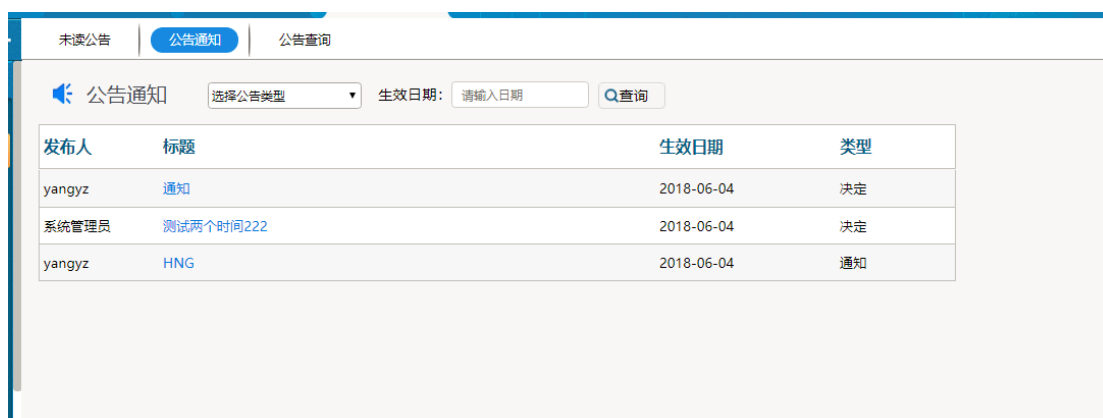 未读公告 公告通知 公告查询
公告通知 选择公告类型 生效日期： 请输入日期 查询
发布人 标题 生效日期 类型
yangyz 通知 2018-06-04 决定
系统管理员 测试两个时间222 2018-06-04 决定
yangyz HNG 2018-06-04 通知